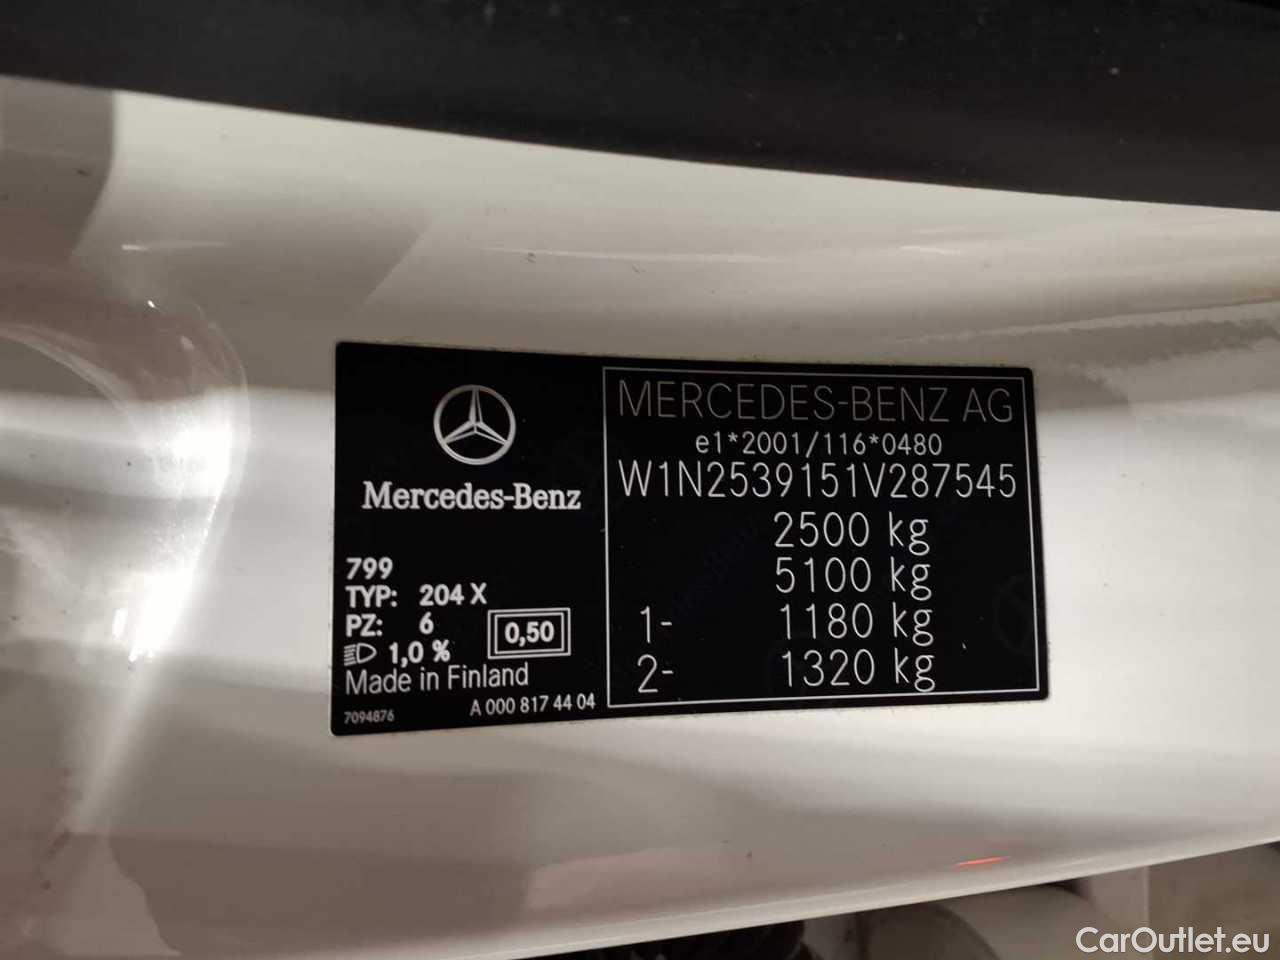 Mercedes-Benz
799
TYP: 204 X
PZ: 6
0,50
1,0 %
Made in Finland
7094876
A 000 817 44 04
MERCEDES-BENZ AG
e1*2001/116*0480
W1N2539151V287545
2500 kg
5100 kg
1- 1180 kg
2- 1320 kg
CarOutlet.eu